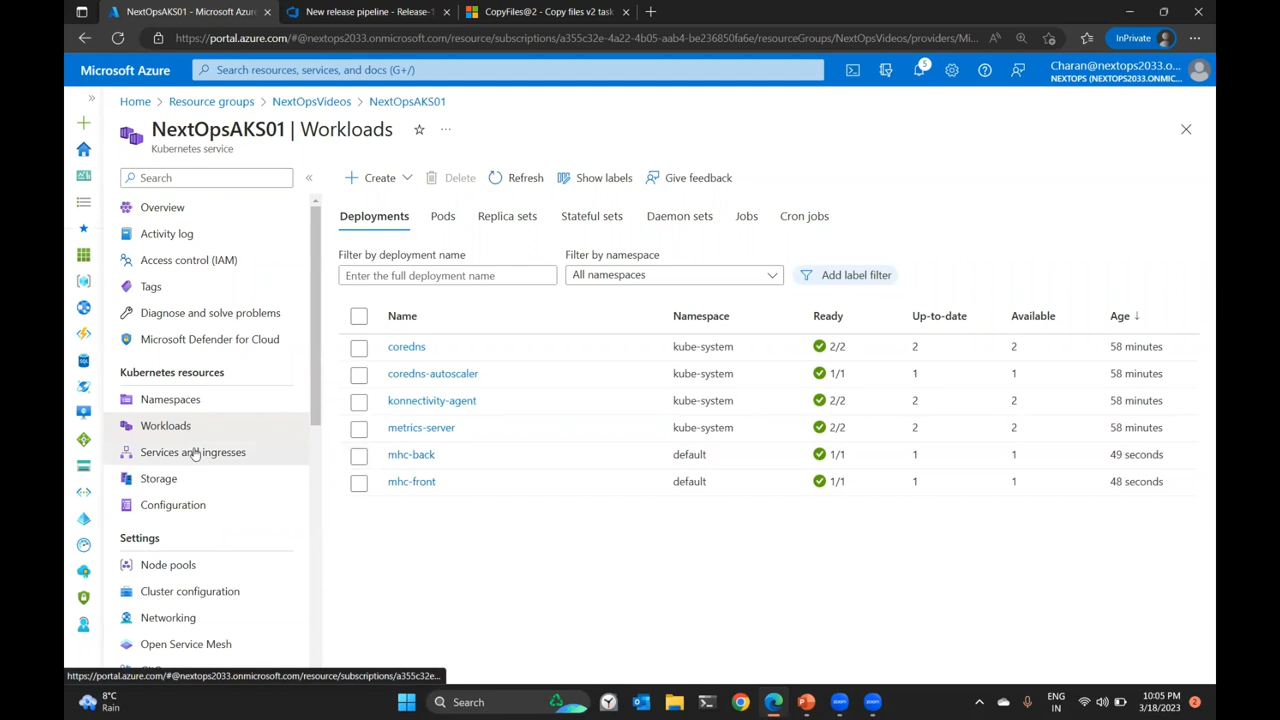 NextOpsAKS01 - Microsoft Azure
New release pipeline - Release-1
CopyFiles@2 - Copy files v2 task
https://portal.azure.com/#@nextops2033.onmicrosoft.com/resource/subscriptions/a355c32e-4a22-4b05-aab4-be236850fa6e/resourceGroups/NextOpsVideos/providers/Mi...
InPrivate
Microsoft Azure
Search resources, services, and docs (G+/)
5
Charan@nextops2033.o...
NEXTOPS (NEXTOPS2033.ONMIC...
Home > Resource groups > NextOpsVideos > NextOpsAKS01
NextOpsAKS01 | Workloads
Kubernetes service
Search
Create
Delete
Refresh
Show labels
Give feedback
Overview
Activity log
Access control (IAM)
Tags
Diagnose and solve problems
Microsoft Defender for Cloud
Kubernetes resources
Namespaces
Workloads
Services and ingresses
Storage
Configuration
Settings
Node pools
Cluster configuration
Networking
Open Service Mesh
Deployments Pods Replica sets Stateful sets Daemon sets Jobs Cron jobs
Filter by deployment name
Enter the full deployment name
Filter by namespace
All namespaces
Add label filter
Name Namespace Ready Up-to-date Available Age ↓
coredns kube-system 2/2 2 2 58 minutes
coredns-autoscaler kube-system 1/1 1 1 58 minutes
konnectivity-agent kube-system 2/2 2 2 58 minutes
metrics-server kube-system 2/2 2 2 58 minutes
mhc-back default 1/1 1 1 49 seconds
mhc-front default 1/1 1 1 48 seconds
https://portal.azure.com/#@nextops2033.onmicrosoft.com/resource/subscriptions/a355c32e...
8°C
Rain
Search
ENG
IN
10:05 PM
3/18/2023
2